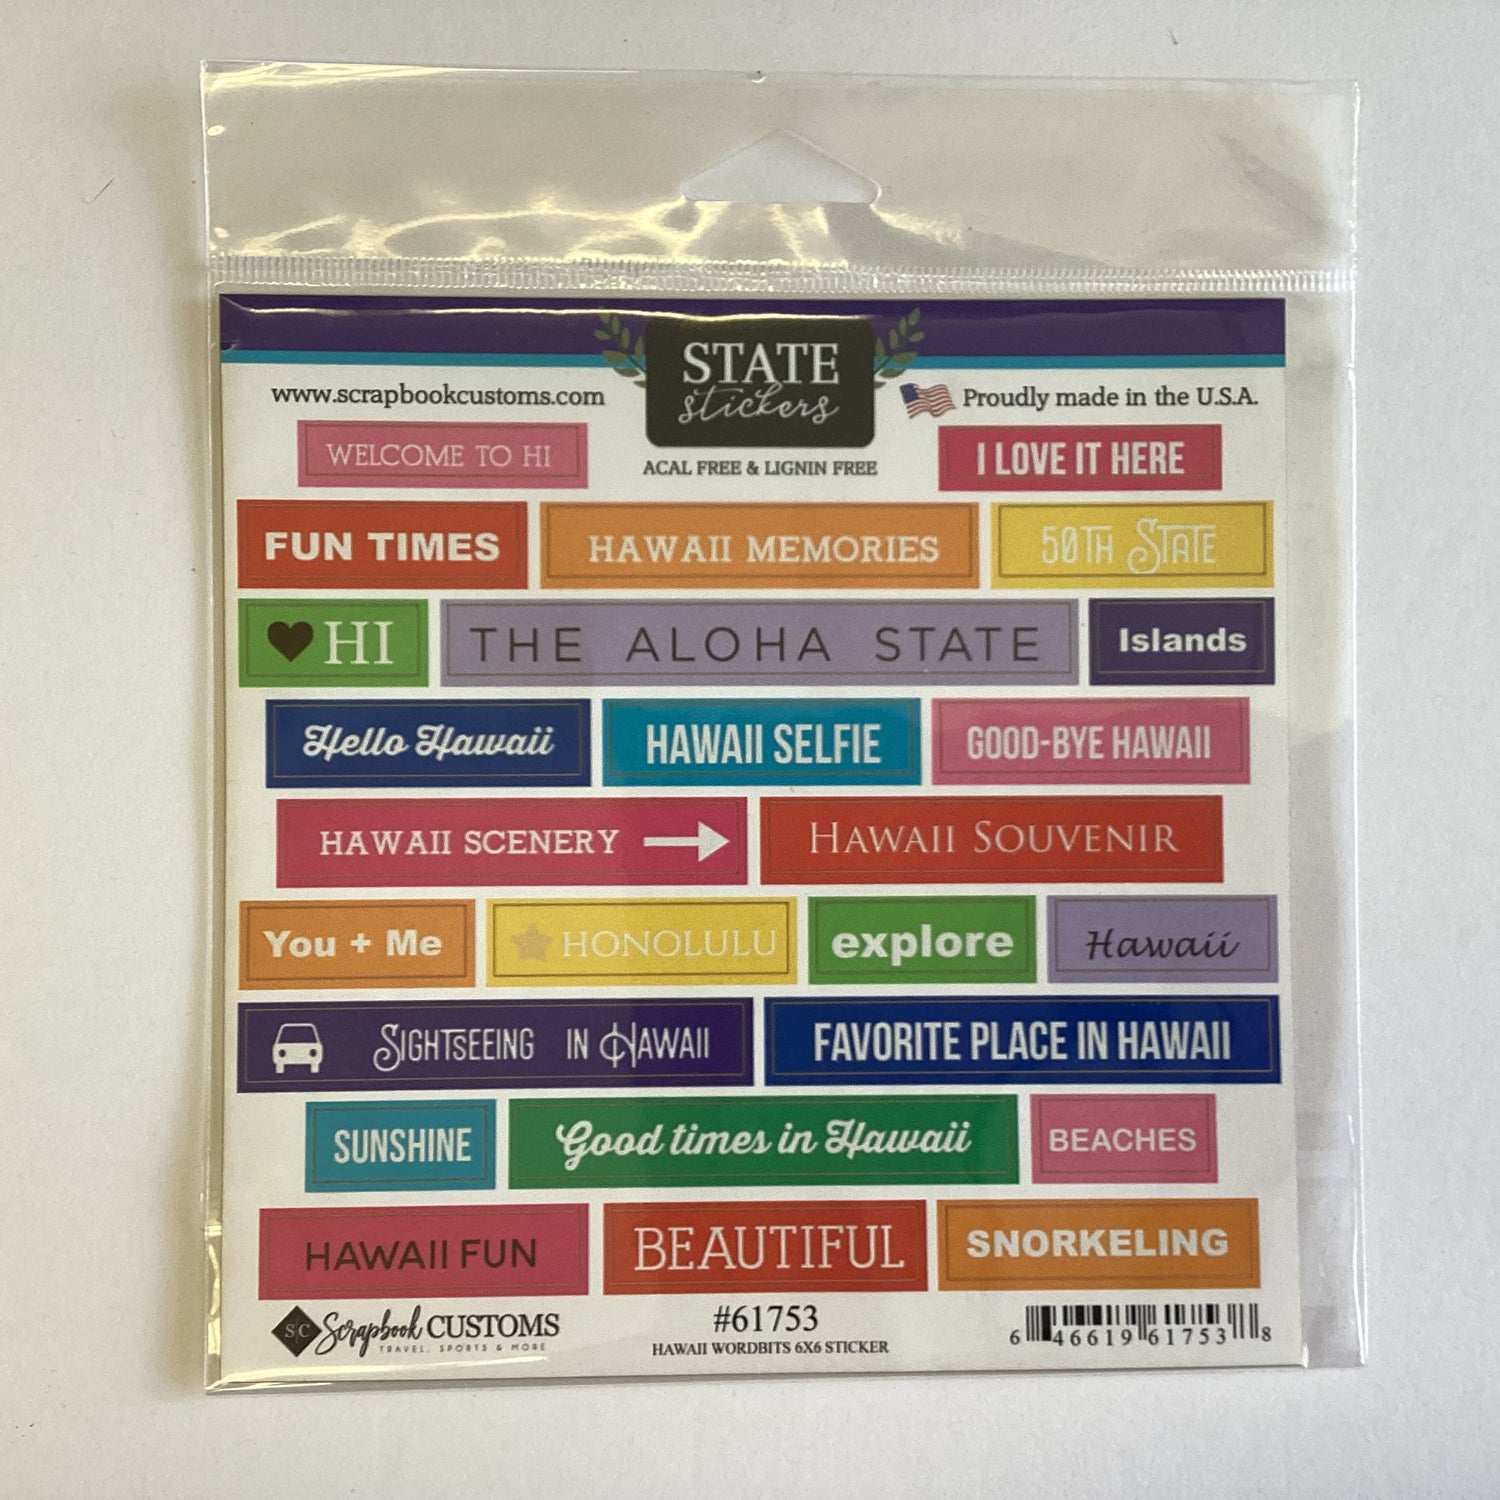 STATE
stickers
www.scrapbookcustoms.com
Proudly made in the U.S.A.
ACAL FREE & LIGNIN FREE
WELCOME TO HI
I LOVE IT HERE
FUN TIMES
HAWAII MEMORIES
50TH STATE
HI
THE ALOHA STATE
Islands
Hello Hawaii
HAWAII SELFIE
GOOD-BYE HAWAII
HAWAII SCENERY
HAWAII SOUVENIR
You + Me
HONOLULU
explore
Hawaii
SIGHTSEEING IN HAWAII
FAVORITE PLACE IN HAWAII
SUNSHINE
Good times in Hawaii
BEACHES
HAWAII FUN
BEAUTIFUL
SNORKELING
SC Scrapbook CUSTOMS
TRAVEL, SPORTS & MORE
#61753
HAWAII WORDBITS 6X6 STICKER
6 46619 61753 8